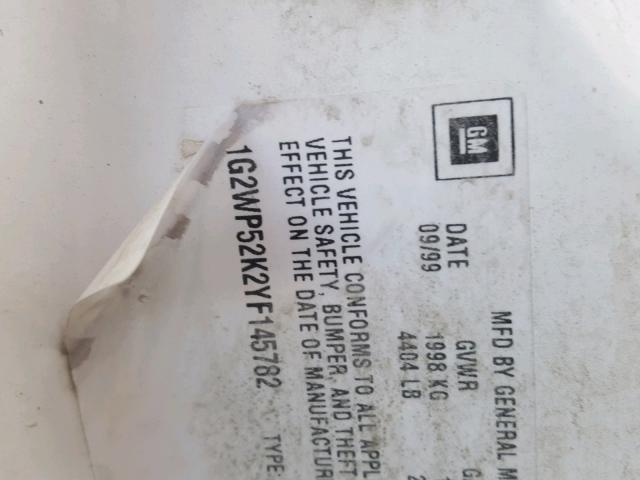 GM
MFD BY GENERAL M
DATE GVWR G
09/99 1998 KG
4404 LB
THIS VEHICLE CONFORMS TO ALL APPL
VEHICLE SAFETY, BUMPER, AND THEFT
EFFECT ON THE DATE OF MANUFACTUR
1G2WP52K2YF145782 TYPE: